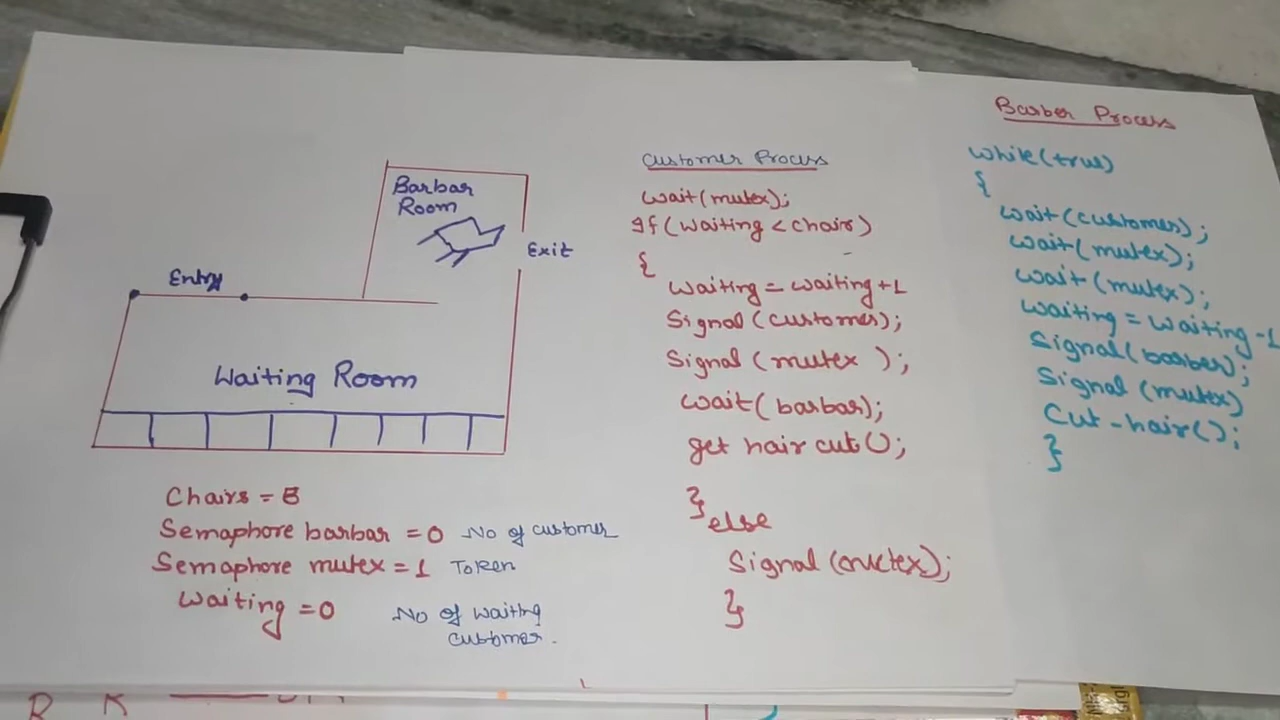 Barbar
Room
Exit
Entry
Waiting Room
Chairs = 8
Semaphore barbar = 0 No of customer
Semaphore mutex = 1 Token
Waiting = 0 No of waiting
customer.
Customer Process
wait(mutex);
If(waiting < chair)
{
waiting = waiting+1
Signal (customer);
Signal (mutex );
wait( barbar);
get hair cut();
}
else
Signal (mutex);
}
Barber Process
while(true)
{
wait(customer);
wait(mutex);
wait(mutex);
waiting = waiting -1
Signal(barber);
Signal (mutex)
Cut-hair();
}
R K